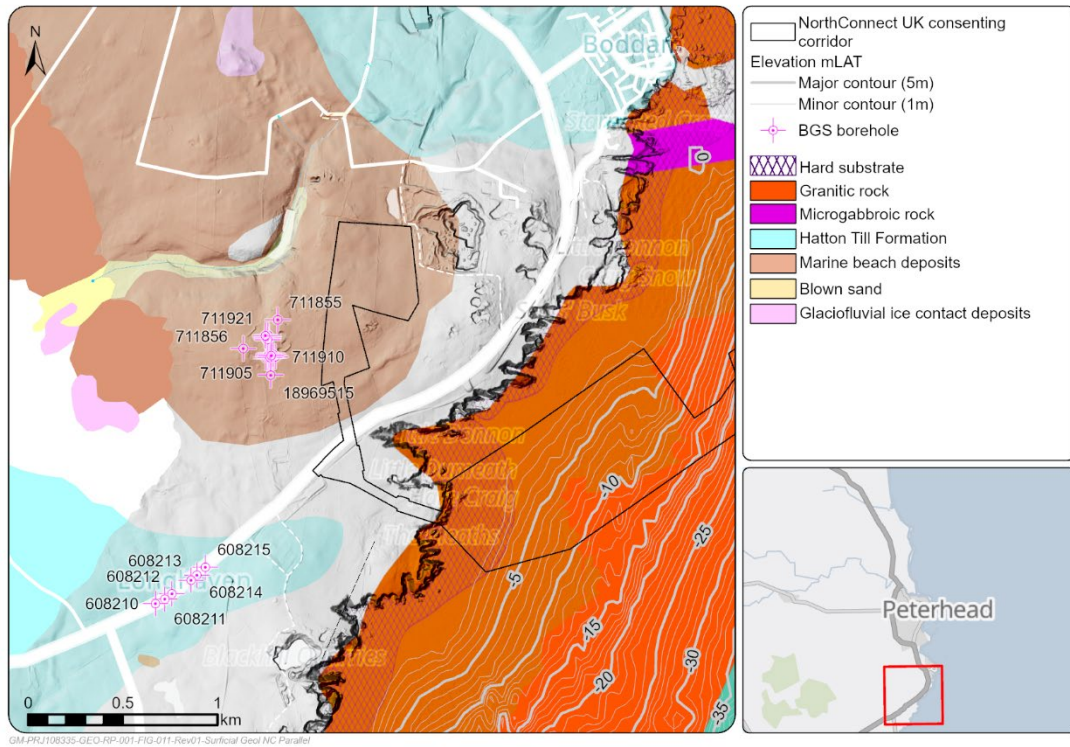 N
Boddam
0
711855
711921
711856
711910
711905
18969515
-10
-5
-25
-15
-30
-20
-35
608213
608215
608212
608214
608210
608211
0
0.5
1
km
NorthConnect UK consenting
corridor
Elevation mLAT
Major contour (5m)
Minor contour (1m)
BGS borehole
Hard substrate
Granitic rock
Microgabbroic rock
Hatton Till Formation
Marine beach deposits
Blown sand
Glaciofluvial ice contact deposits
Peterhead
GM-PRJ108335-GEO-RP-001-FIG-011-Rev01-Surficial Geol NC Parallel